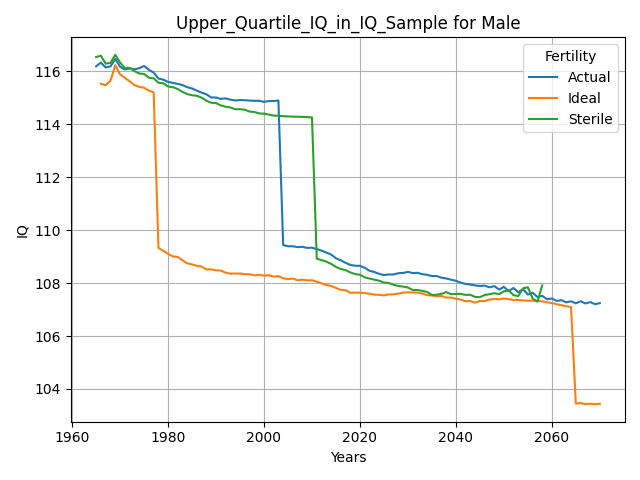 Upper_Quartile_IQ_in_IQ_Sample for Male
Fertility
Actual
Ideal
Sterile
IQ
116
114
112
110
108
106
104
1960
1980
2000
2020
2040
2060
Years